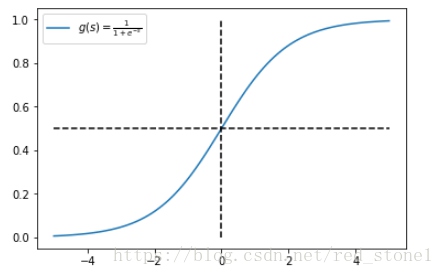 g(s) = 1/(1+e^{-s})
1.0
0.8
0.6
0.4
0.2
0.0
−4 −2 0 2 4
https://blog.csdn.net/red_stone1